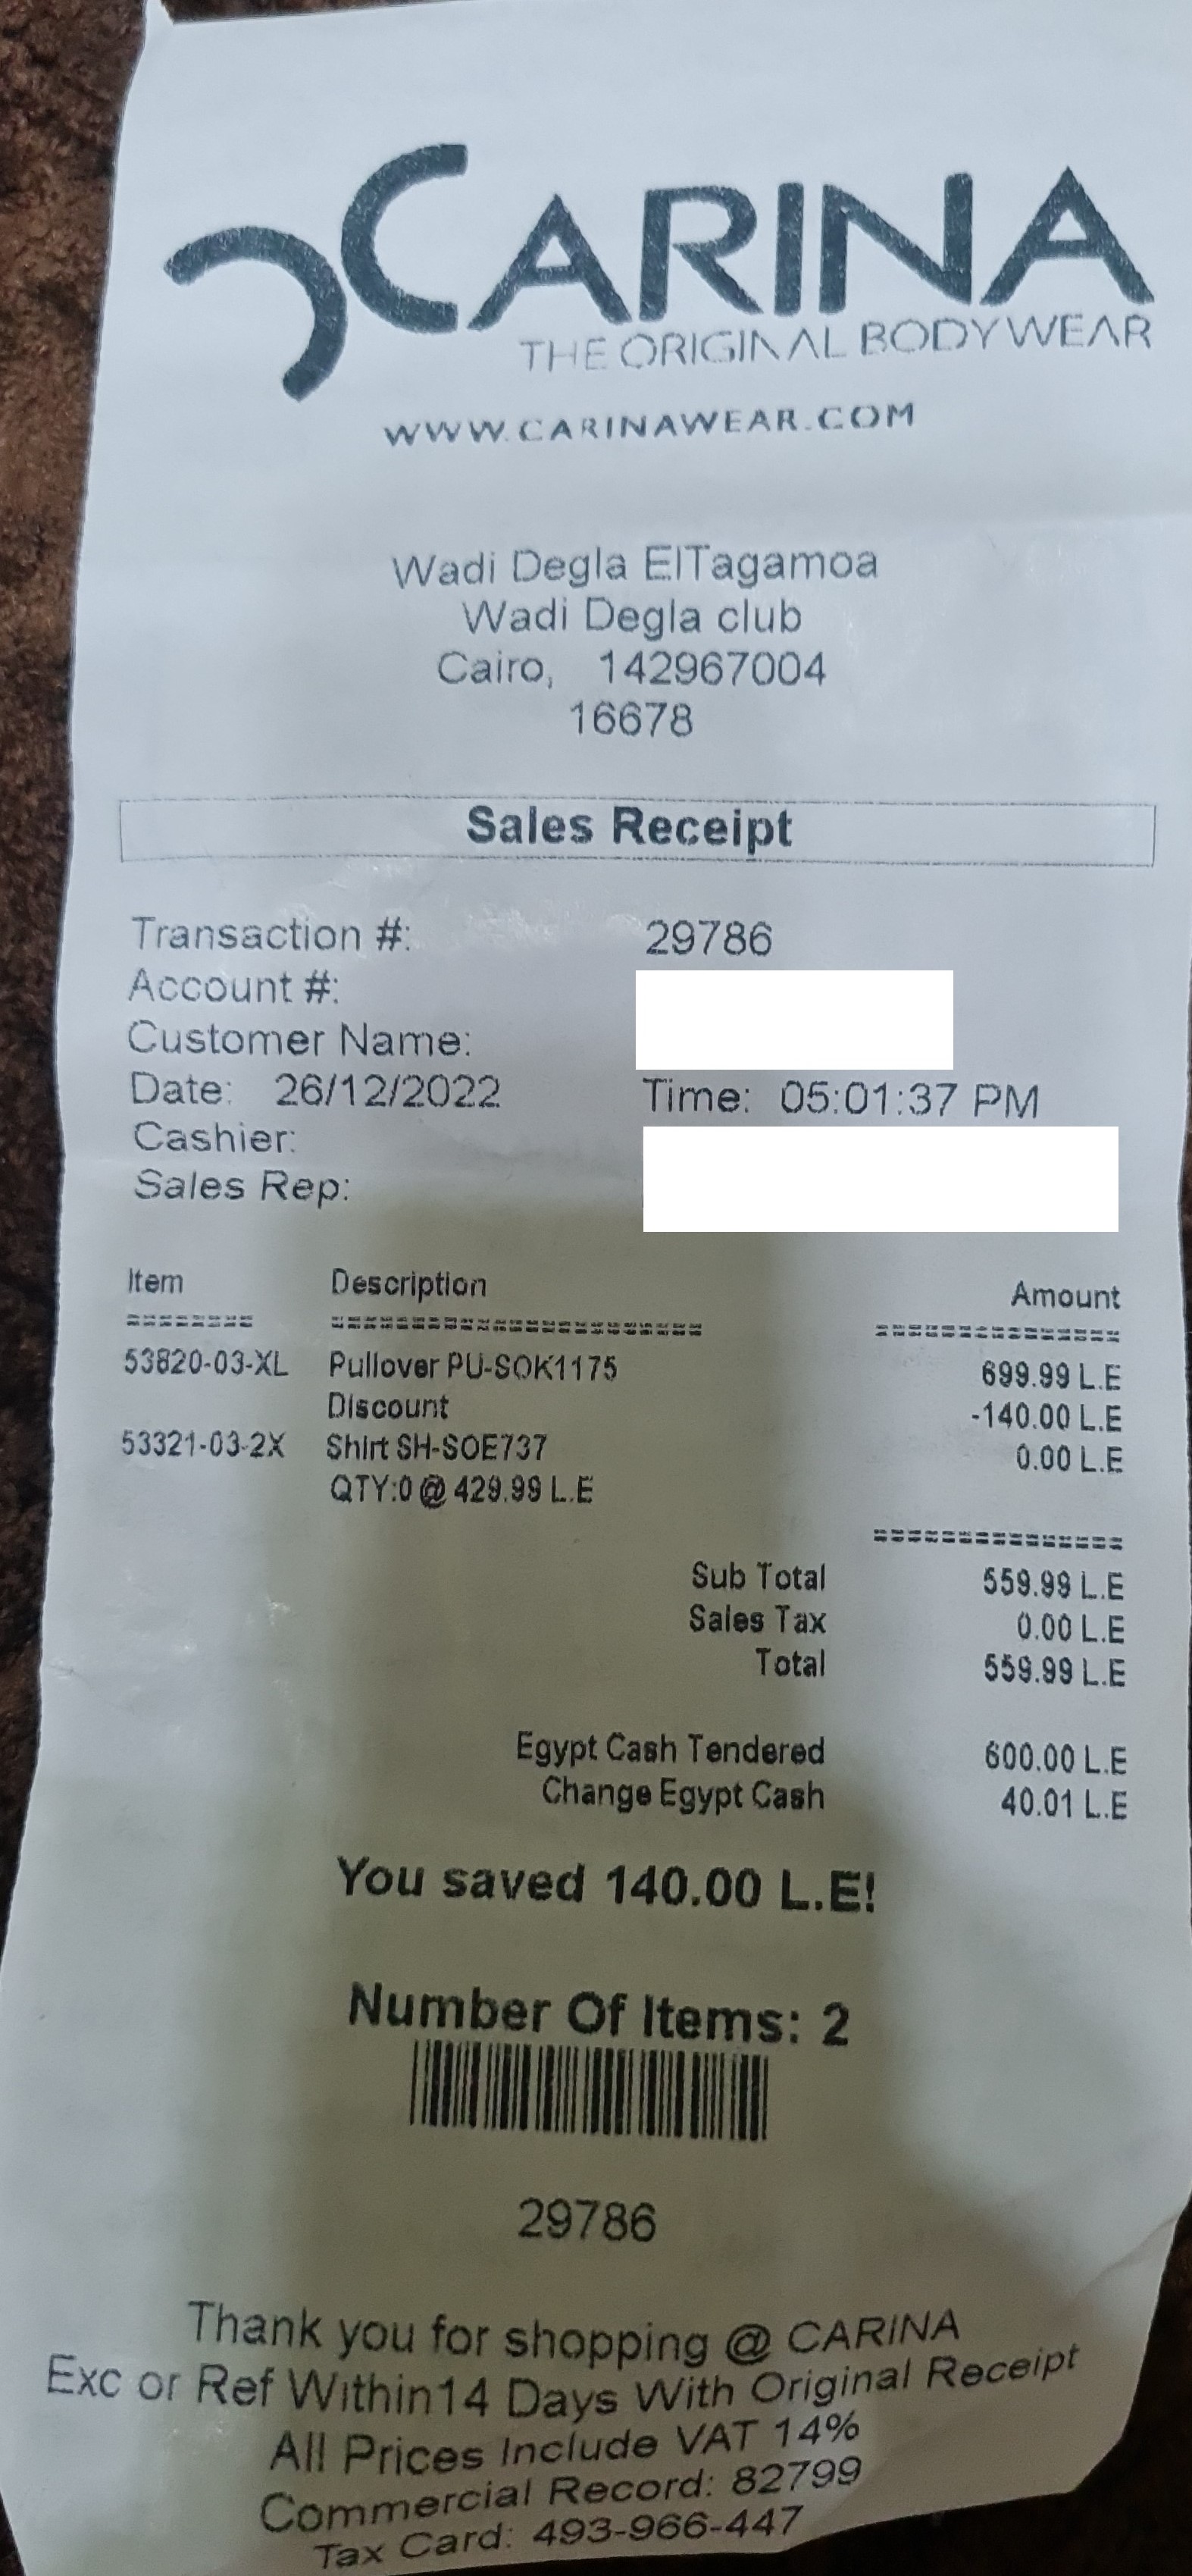 CARINA
THE ORIGINAL BODYWEAR
WWW.CARINAWEAR.COM
Wadi Degla ElTagamoa
Wadi Degla club
Cairo, 142967004
16678
Sales Receipt
Transaction #: 29786
Account #:
Customer Name:
Date: 26/12/2022 Time: 05:01:37 PM
Cashier:
Sales Rep:
Item Description Amount
======== ====================== ==============
53820-03-XL Pullover PU-SOK1175 699.99 L.E
Discount -140.00 L.E
53321-03-2X Shirt SH-SOE737 0.00 L.E
QTY:0 @ 429.99 L.E
==============
Sub Total 559.99 L.E
Sales Tax 0.00 L.E
Total 559.99 L.E
Egypt Cash Tendered 600.00 L.E
Change Egypt Cash 40.01 L.E
You saved 140.00 L.E!
Number Of Items: 2
29786
Thank you for shopping @ CARINA
Exc or Ref Within14 Days With Original Receipt
All Prices Include VAT 14%
Commercial Record: 82799
Tax Card: 493-966-447